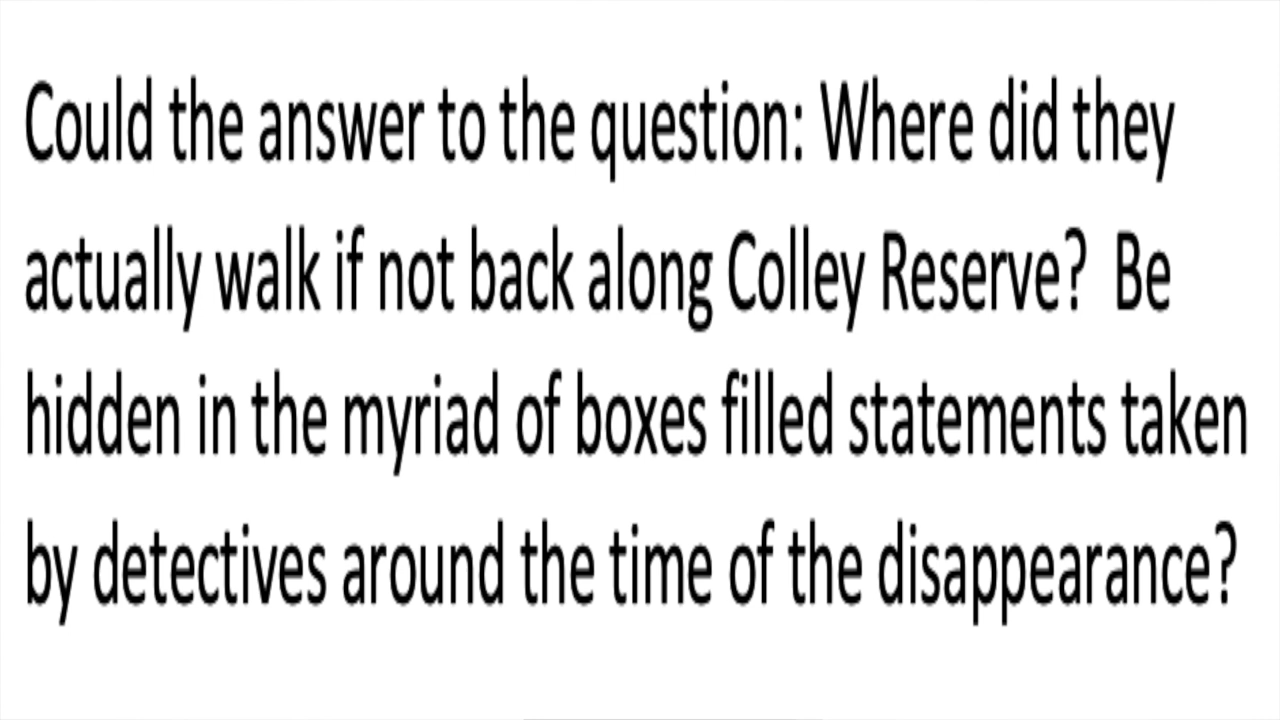 Could the answer to the question: Where did they
actually walk if not back along Colley Reserve?  Be
hidden in the myriad of boxes filled statements taken
by detectives around the time of the disappearance?